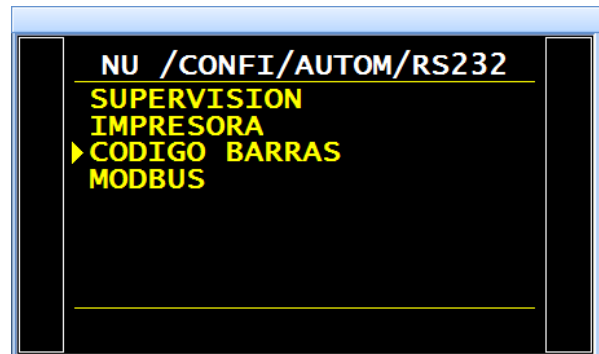 NU /CONFI/AUTOM/RS232
SUPERVISION
IMPRESORA
CODIGO BARRAS
MODBUS